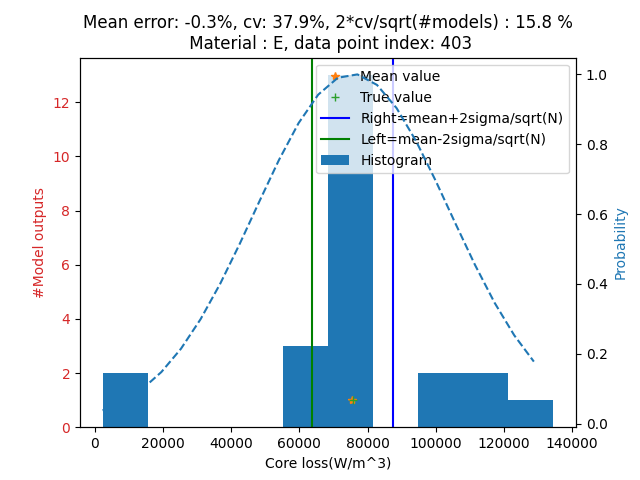 Mean error: -0.3%, cv: 37.9%, 2*cv/sqrt(#models) : 15.8 %
Material : E, data point index: 403
Mean value
True value
Right=mean+2sigma/sqrt(N)
Left=mean-2sigma/sqrt(N)
Histogram
#Model outputs
0
2
4
6
8
10
12
Probability
0.0
0.2
0.4
0.6
0.8
1.0
0 20000 40000 60000 80000 100000 120000 140000
Core loss(W/m^3)